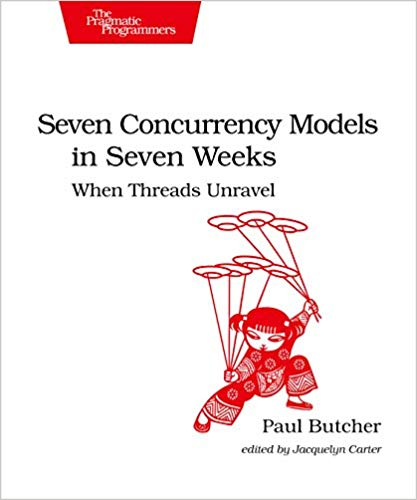 The
Pragmatic
Programmers
Seven Concurrency Models
in Seven Weeks
When Threads Unravel
Paul Butcher
edited by Jacquelyn Carter